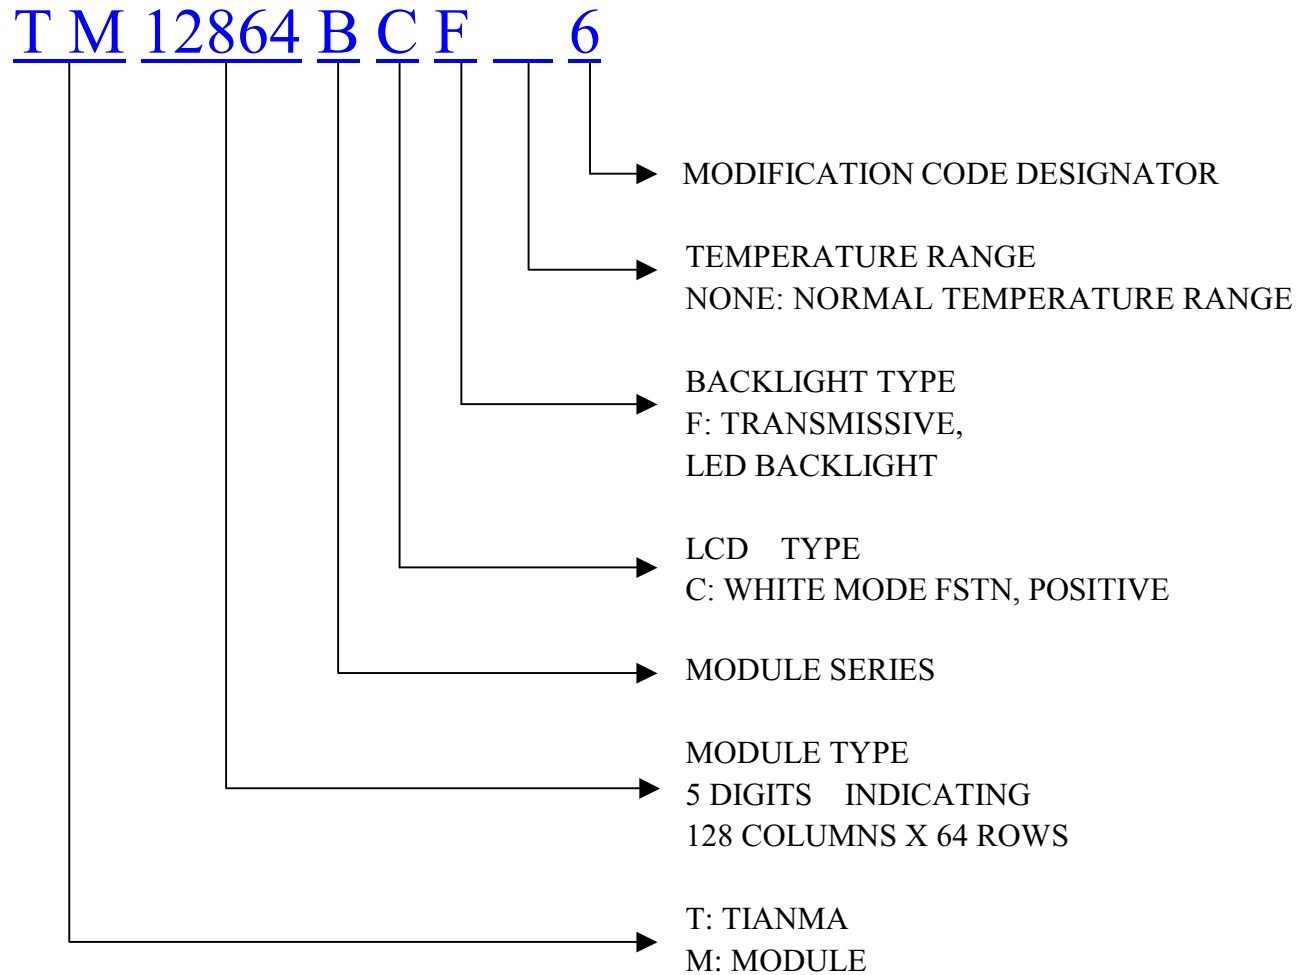 T M 12864 B C F 6
MODIFICATION CODE DESIGNATOR
TEMPERATURE RANGE
NONE: NORMAL TEMPERATURE RANGE
BACKLIGHT TYPE
F: TRANSMISSIVE,
LED BACKLIGHT
LCD TYPE
C: WHITE MODE FSTN, POSITIVE
MODULE SERIES
MODULE TYPE
5 DIGITS INDICATING
128 COLUMNS X 64 ROWS
T: TIANMA
M: MODULE